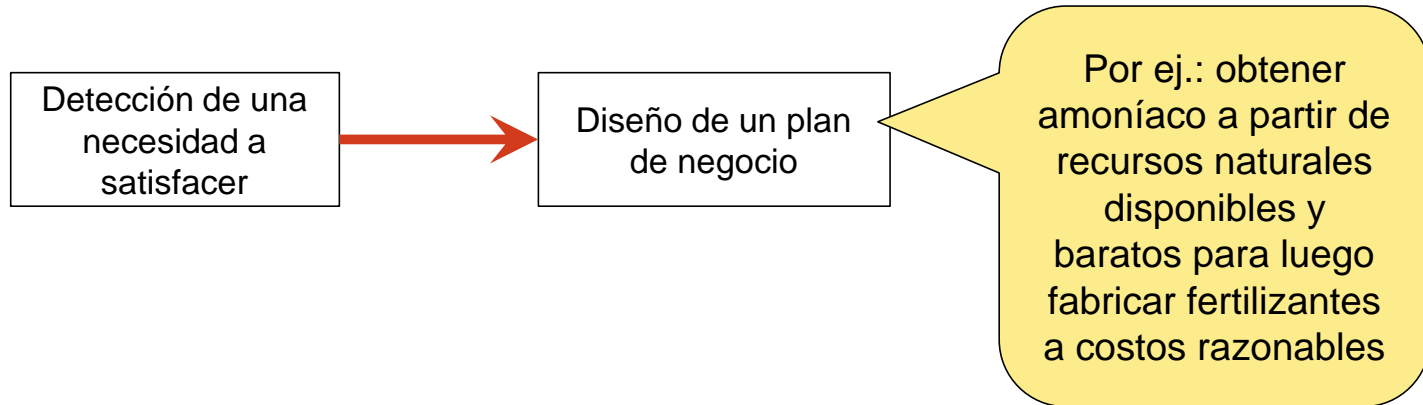 Detección de una
necesidad a
satisfacer
Diseño de un plan
de negocio
Por ej.: obtener
amoníaco a partir de
recursos naturales
disponibles y
baratos para luego
fabricar fertilizantes
a costos razonables